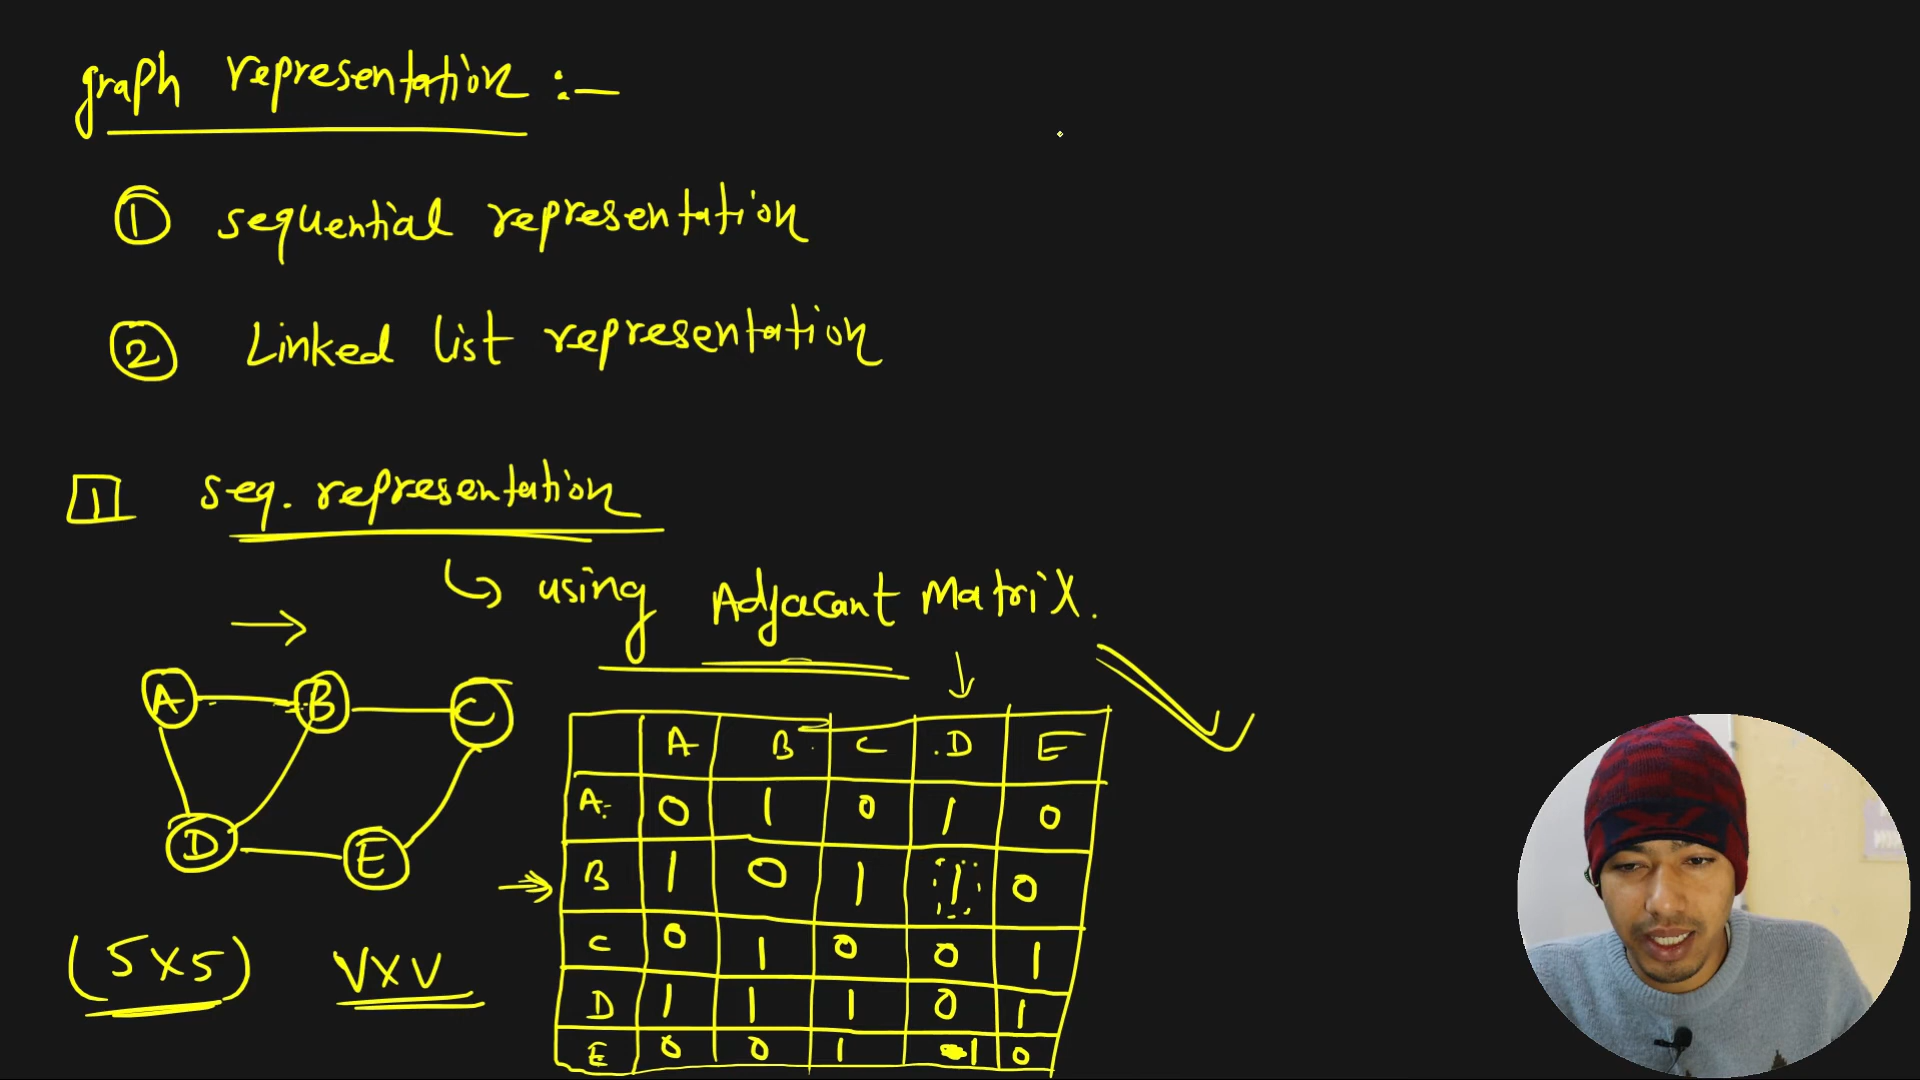 graph representation :-
① sequential representation
② Linked list representation
1 seq. representation
↳ using Adjacant Matrix.
A B C
D E
(5X5) VXV
A B C D E
A 0 1 0 1 0
B 1 0 1 1 0
C 0 1 0 0 1
D 1 1 1 0 1
E 0 0 1 1 0